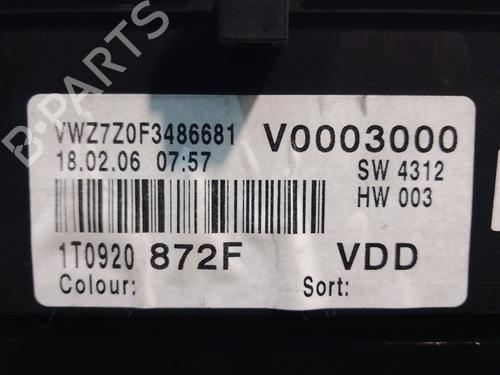 VWZ7Z0F3486681 V0003000
18.02.06 07:57 SW 4312
HW 003
1T0920 872F VDD
Colour: Sort:
B-PARTS